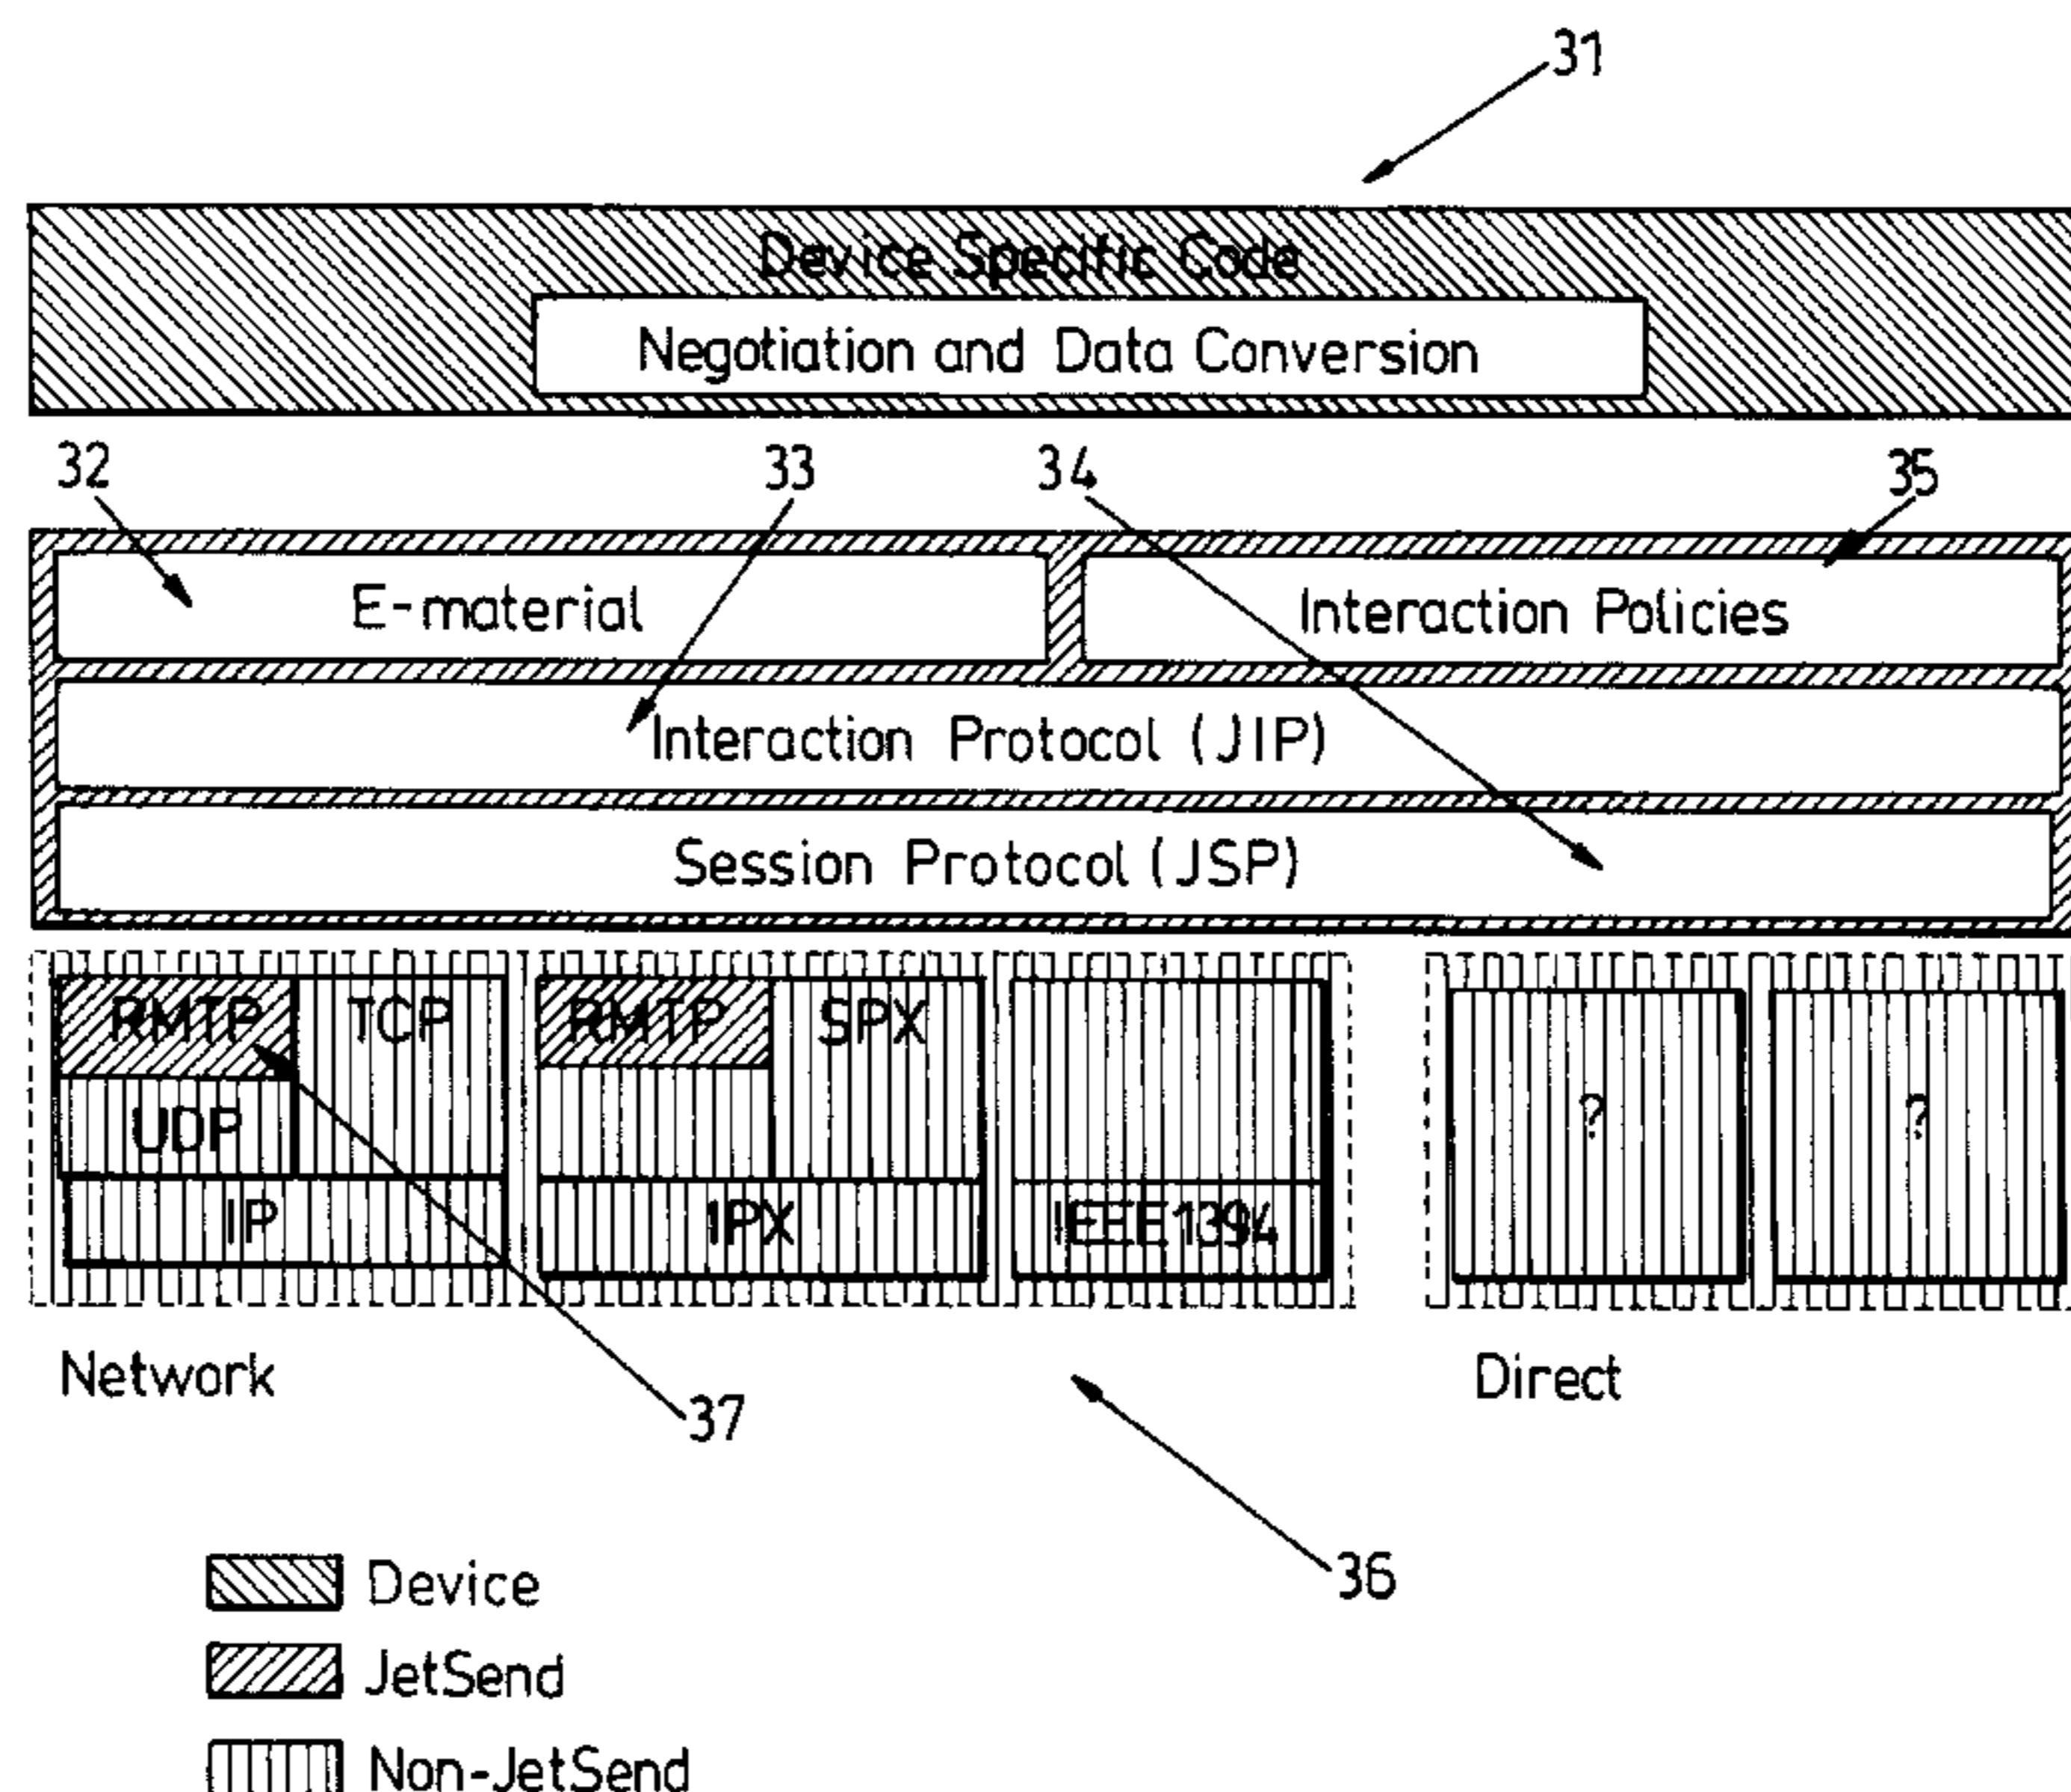 31
Device Specific Code
Negotiation and Data Conversion
32 33 34 35
E-material Interaction Policies
Interaction Protocol (JIP)
Session Protocol (JSP)
RMTP TCP RMTP SPX
UDP ? ?
IP IPX IEEE1394
Network Direct
37
36
Device
JetSend
Non-JetSend